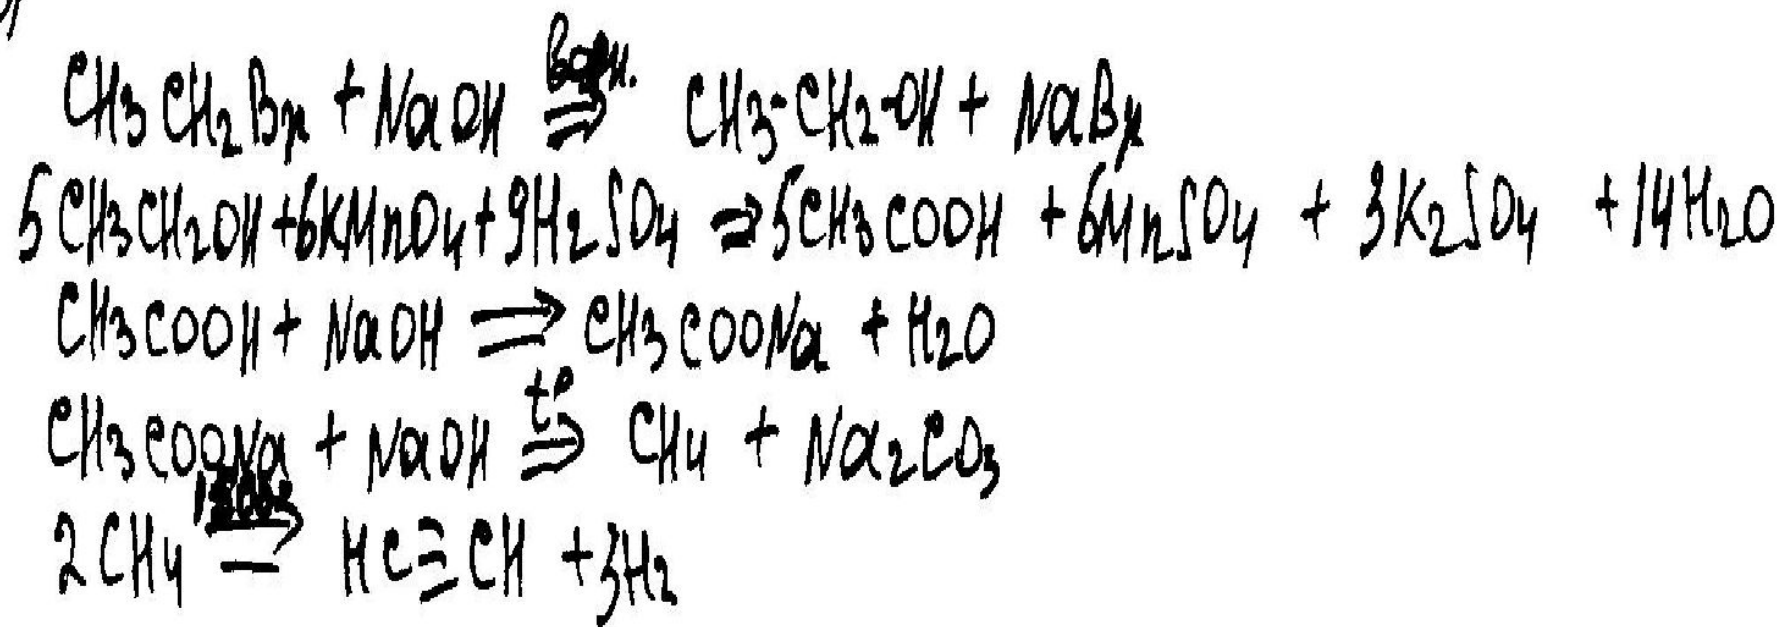 водн.
CH3CH2Br + NaOH ⇒ CH3-CH2-OH + NaBr
5CH3CH2OH+6KMnO4+9H2SO4 ⇒ 5CH3COOH + 6MnSO4 + 3K2SO4 + 14H2O
CH3COOH + NaOH ⇒ CH3COONa + H2O
t°
CH3COONa + NaOH ⇒ CH4 + Na2CO3
2CH4 ⇒ HC≡CH + 3H2